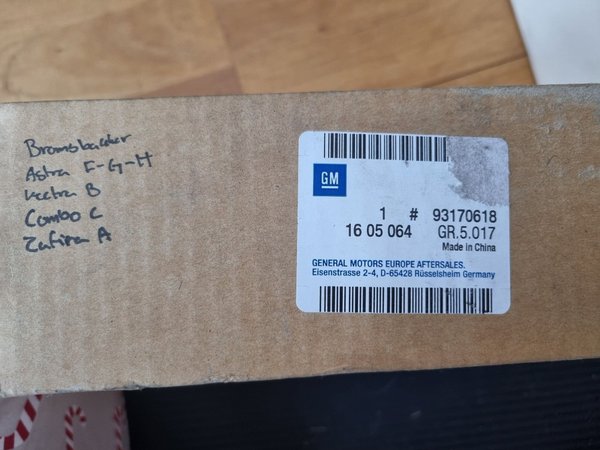 Bromsbackar
Astra F-G-H
Vectra B
Combo C
Zafira A
GM
1 # 93170618
16 05 064 GR.5.017
Made in China
GENERAL MOTORS EUROPE AFTERSALES.
Eisenstrasse 2-4, D-65428 Rüsselsheim Germany